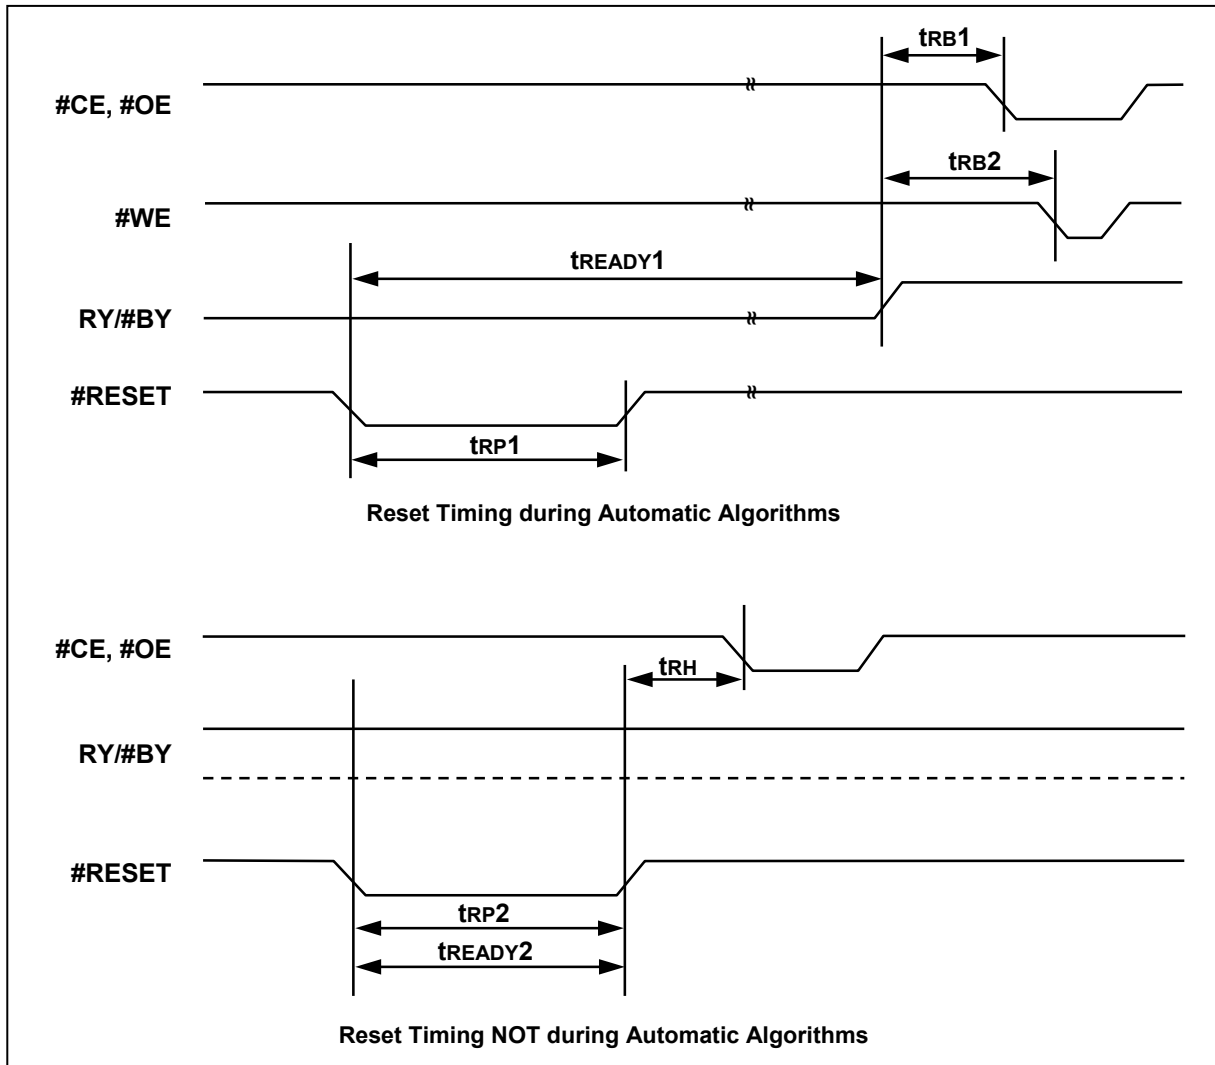 tRB1
#CE, #OE
tRB2
#WE
tREADY1
RY/#BY
#RESET
tRP1
Reset Timing during Automatic Algorithms
#CE, #OE
tRH
RY/#BY
#RESET
tRP2
tREADY2
Reset Timing NOT during Automatic Algorithms